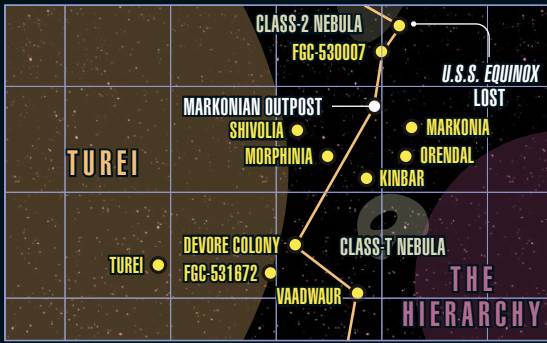 CLASS-2 NEBULA
FGC-530007
U.S.S. EQUINOX
LOST
MARKONIAN OUTPOST
SHIVOLIA
MARKONIA
MORPHINIA
ORENDAL
TUREI
KINBAR
DEVORE COLONY
CLASS-T NEBULA
TUREI
FGC-531672
VAADWAUR
THE
HIERARCHY